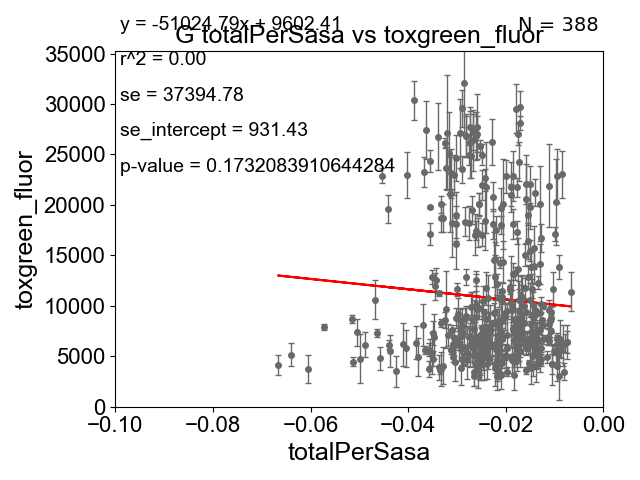 y = -51024.79x + 9602.41
N = 388
G totalPerSasa vs toxgreen_fluor
r^2 = 0.00
se = 37394.78
se_intercept = 931.43
p-value = 0.1732083910644284
35000
30000
25000
20000
15000
10000
5000
0
toxgreen_fluor
−0.10
−0.08
−0.06
−0.04
−0.02
0.00
totalPerSasa